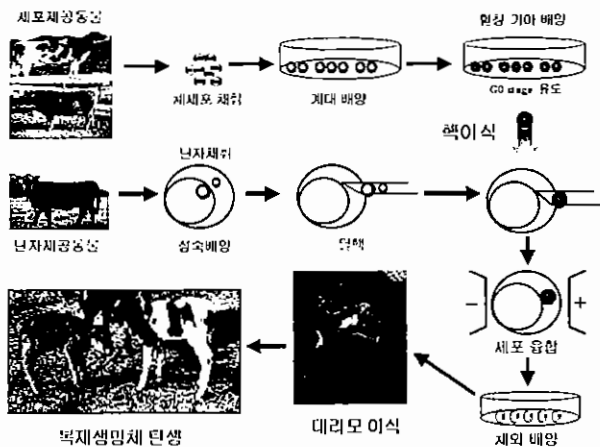 세포제공동물
체세포 채취
계대 배양
혈청 기아 배양
G0 stage 유도
핵이식
난자채취
난자제공동물
성숙배양
탈핵
− +
세포 융합
체외 배양
대리모 이식
복제생명체 탄생